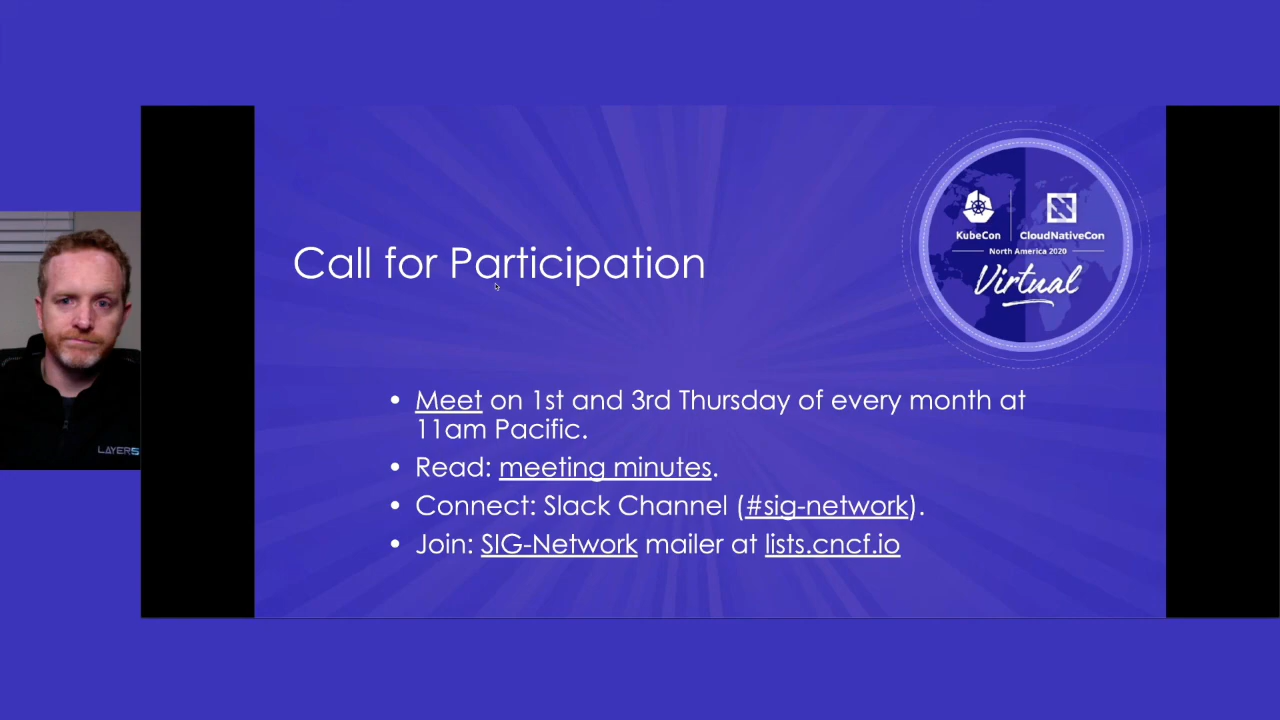 KubeCon
CloudNativeCon
North America 2020
Virtual
Call for Participation
• Meet on 1st and 3rd Thursday of every month at
11am Pacific.
• Read: meeting minutes.
• Connect: Slack Channel (#sig-network).
• Join: SIG-Network mailer at lists.cncf.io
LAYER5